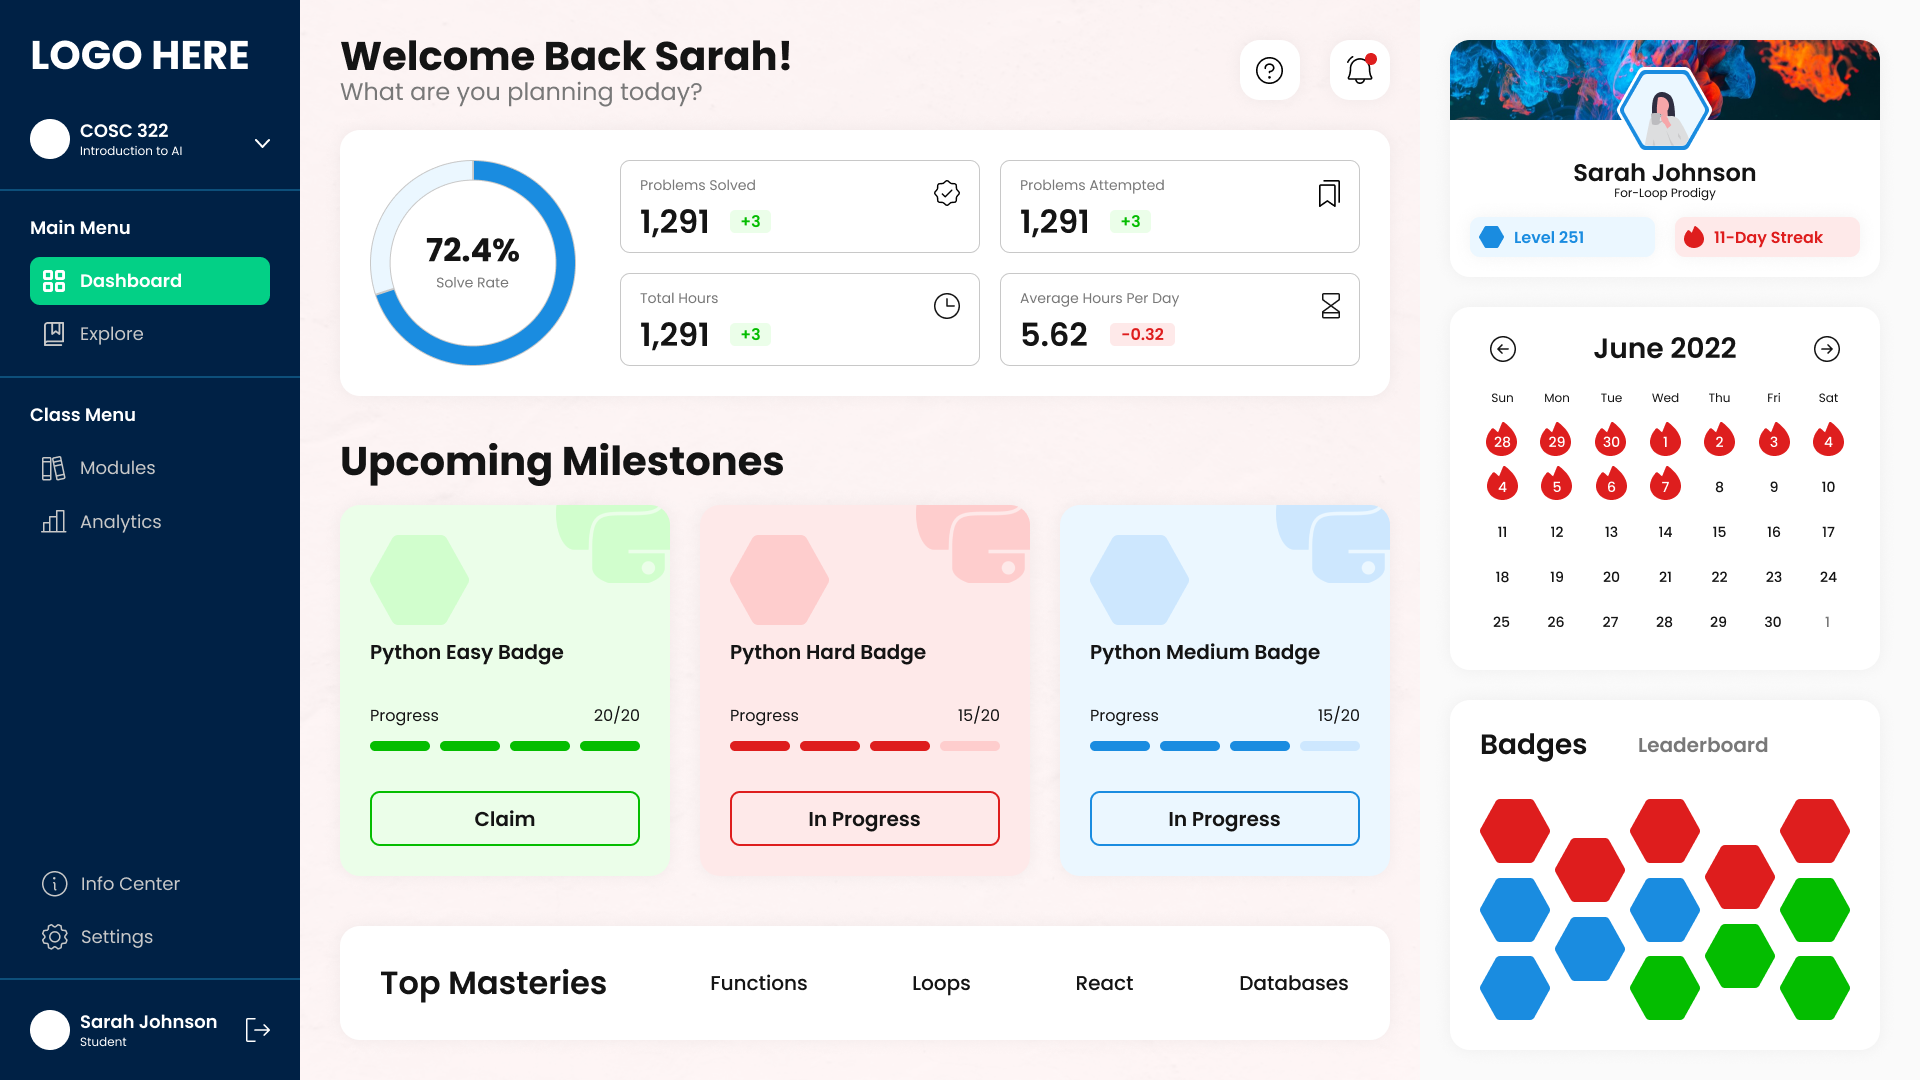 LOGO HERE
COSC 322
Introduction to AI
Main Menu
Dashboard
Explore
Class Menu
Modules
Analytics
Info Center
Settings
Sarah Johnson
Student
Welcome Back Sarah!
What are you planning today?
72.4%
Solve Rate
Problems Solved
1,291 +3
Problems Attempted
1,291 +3
Total Hours
1,291 +3
Average Hours Per Day
5.62 -0.32
Upcoming Milestones
Python Easy Badge
Progress 20/20
Claim
Python Hard Badge
Progress 15/20
In Progress
Python Medium Badge
Progress 15/20
In Progress
Top Masteries Functions Loops React Databases
Sarah Johnson
For-Loop Prodigy
Level 251
11-Day Streak
June 2022
Sun Mon Tue Wed Thu Fri Sat
28 29 30 1 2 3 4
4 5 6 7 8 9 10
11 12 13 14 15 16 17
18 19 20 21 22 23 24
25 26 27 28 29 30 1
Badges Leaderboard